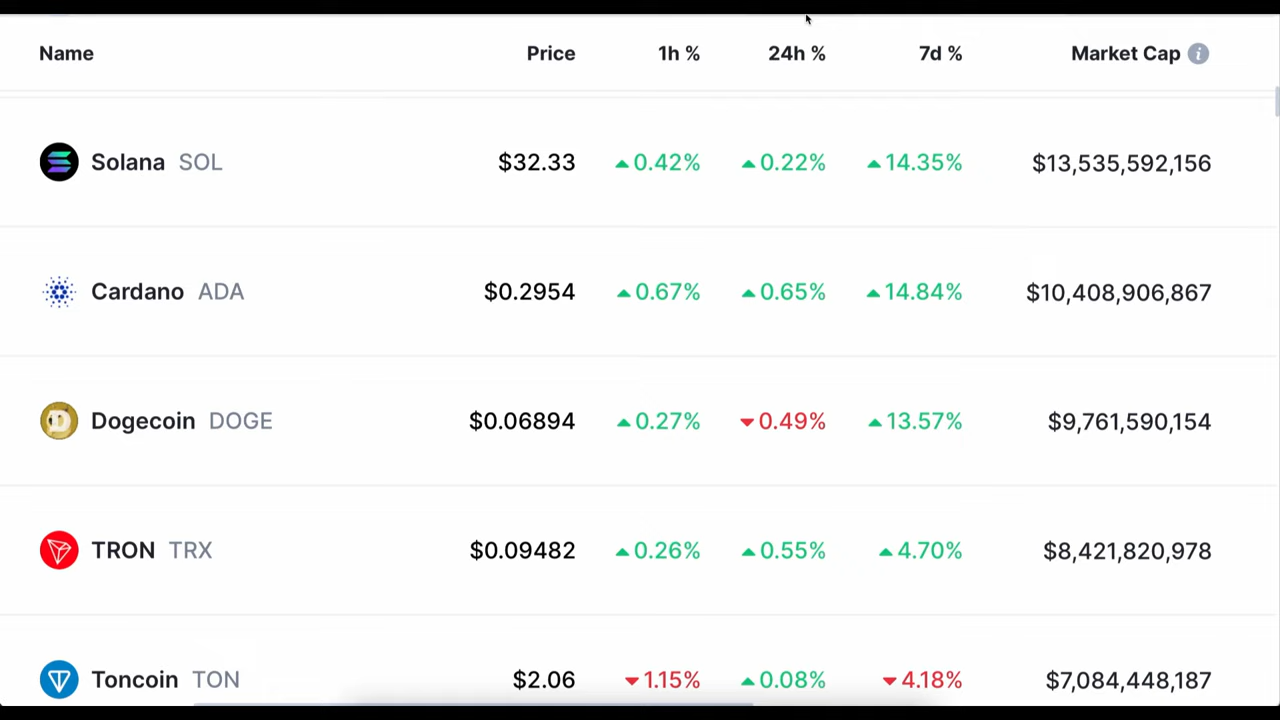 Name Price 1h % 24h % 7d % Market Cap
Solana SOL $32.33 0.42% 0.22% 14.35% $13,535,592,156
Cardano ADA $0.2954 0.67% 0.65% 14.84% $10,408,906,867
Dogecoin DOGE $0.06894 0.27% 0.49% 13.57% $9,761,590,154
TRON TRX $0.09482 0.26% 0.55% 4.70% $8,421,820,978
Toncoin TON $2.06 1.15% 0.08% 4.18% $7,084,448,187